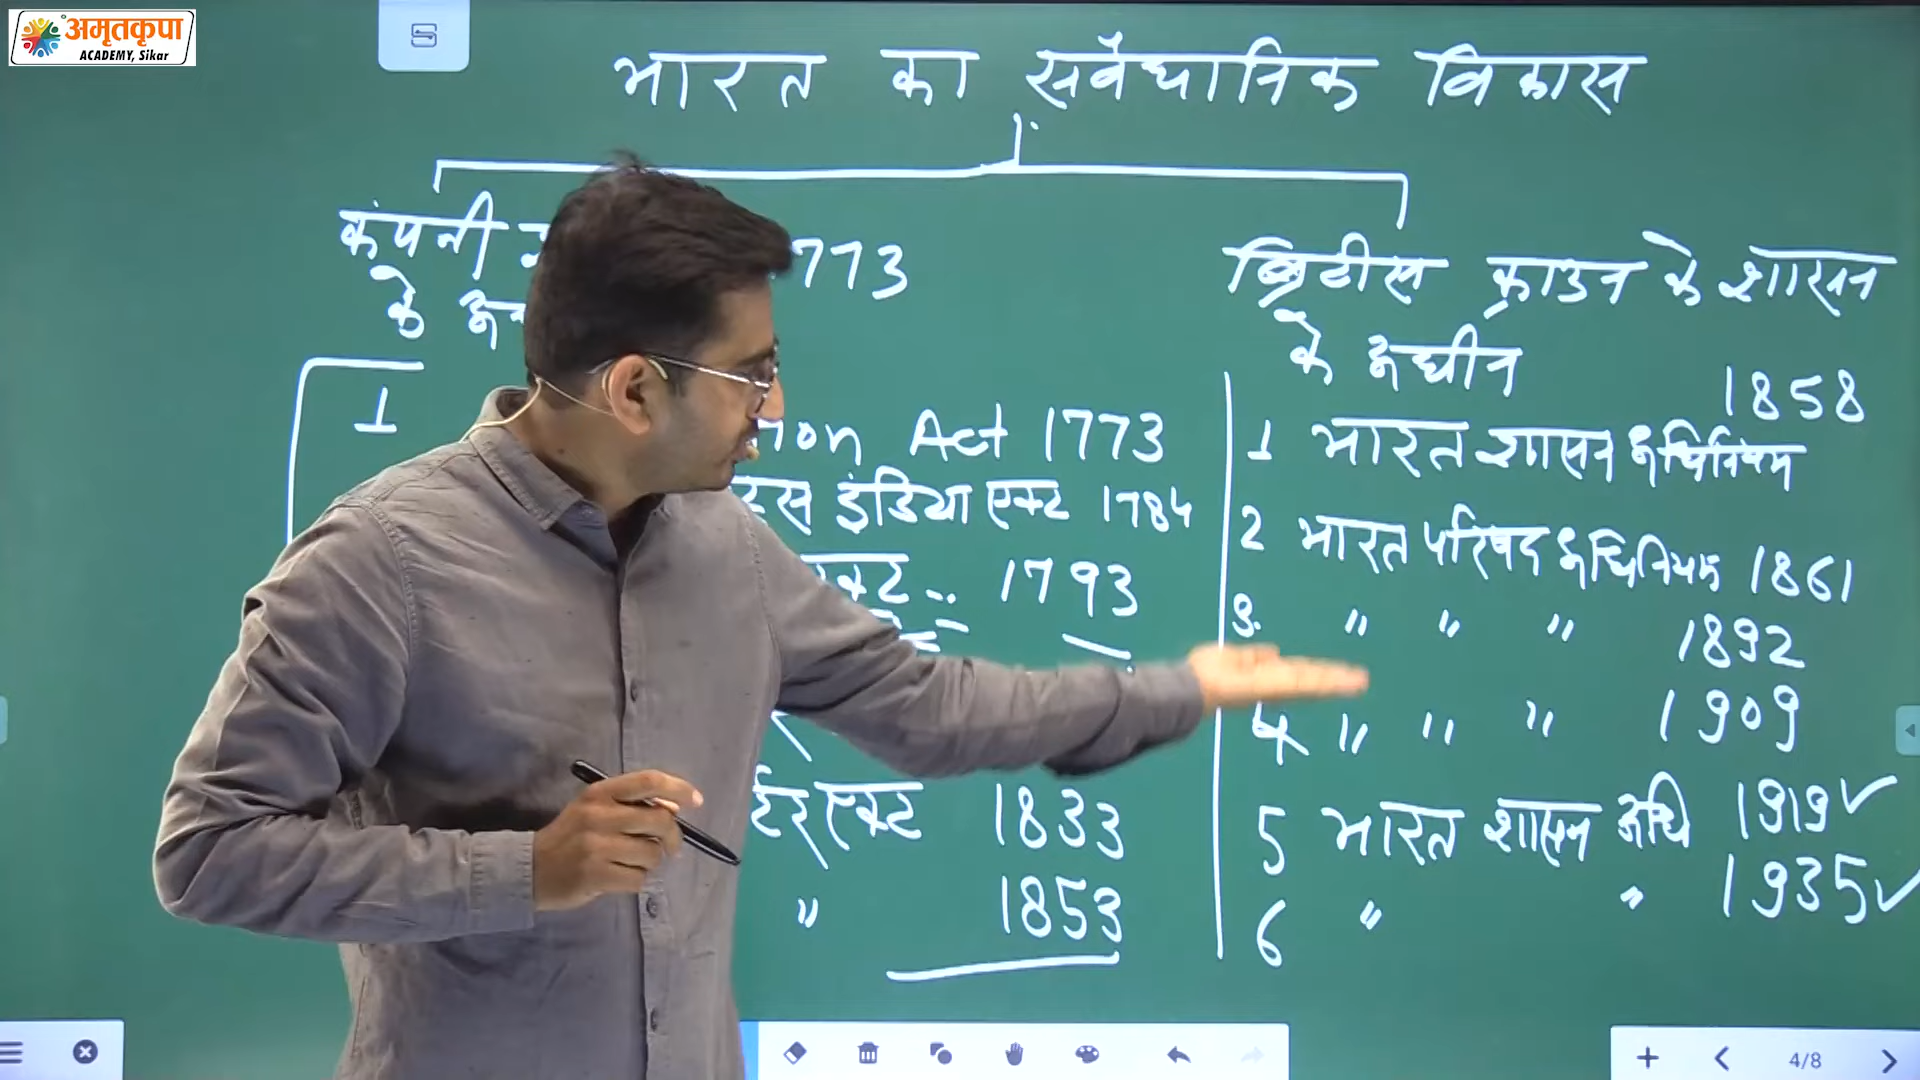 अमृतकृपा
ACADEMY, Sikar
भारत का संवैधानिक विकास
कंपनी
के
773
ब्रिटीस क्राउन के शासन
के अधीन
1858
1
Act 1773
इंडिया एक्ट 1784
एक्ट 1793
एक्ट 1833
" 1853
1 भारत शासन अधिनियम
2 भारत परिषद अधिनियम 1861
3. " " " 1892
4 " " " 1909
5 भारत शासन अधि 1919 ✓
6 " " 1935 ✓
4/8